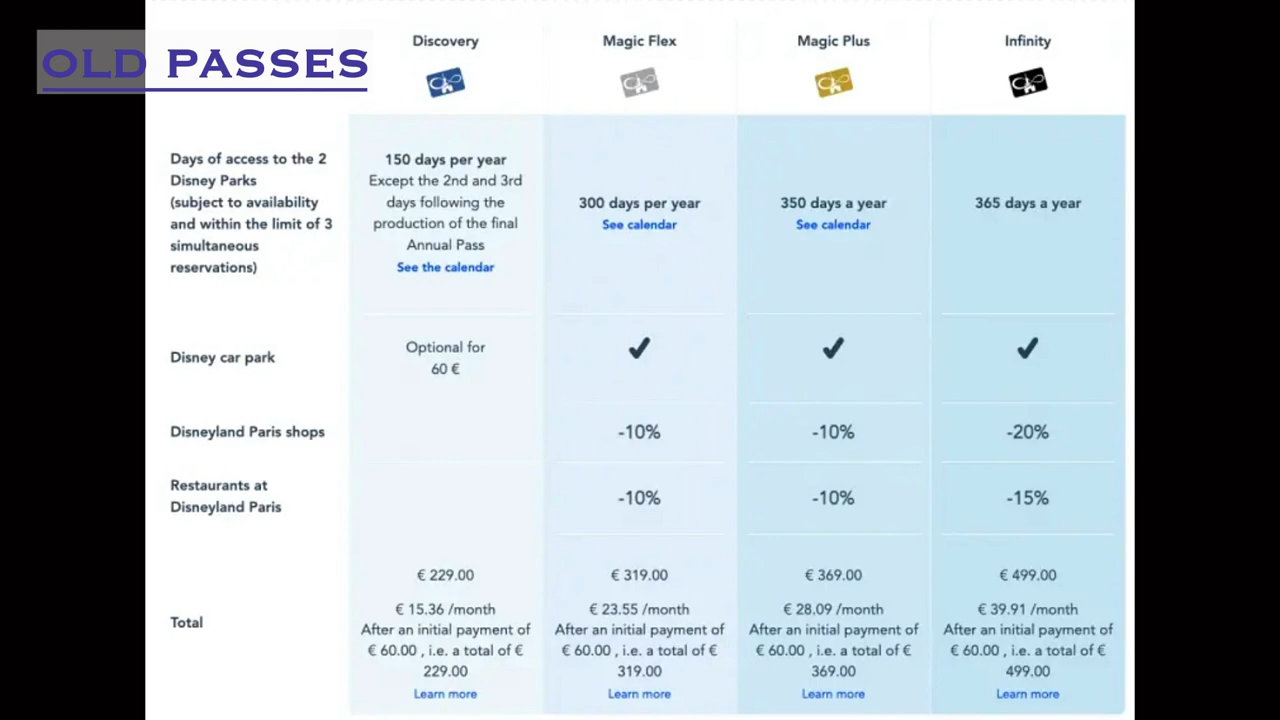 OLD PASSES
Discovery
Magic Flex
Magic Plus
Infinity
Days of access to the 2
Disney Parks
(subject to availability
and within the limit of 3
simultaneous
reservations)
150 days per year
Except the 2nd and 3rd
days following the
production of the final
Annual Pass
See the calendar
300 days per year
See calendar
350 days a year
See calendar
365 days a year
Disney car park
Optional for
60 €
Disneyland Paris shops
-10%
-10%
-20%
Restaurants at
Disneyland Paris
-10%
-10%
-15%
Total
€ 229.00
€ 15.36 /month
After an initial payment of
€ 60.00 , i.e. a total of €
229.00
Learn more
€ 319.00
€ 23.55 /month
After an initial payment of
€ 60.00 , i.e. a total of €
319.00
Learn more
€ 369.00
€ 28.09 /month
After an initial payment of
€ 60.00 , i.e. a total of €
369.00
Learn more
€ 499.00
€ 39.91 /month
After an initial payment of
€ 60.00 , i.e. a total of €
499.00
Learn more